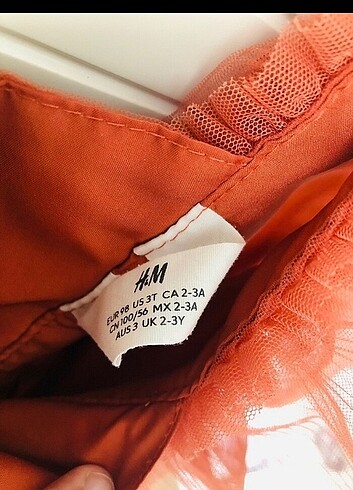 H&M
EUR 98 US 3T CA 2-3A
CN 100/56 MX 2-3A
AUS 3 UK 2-3Y